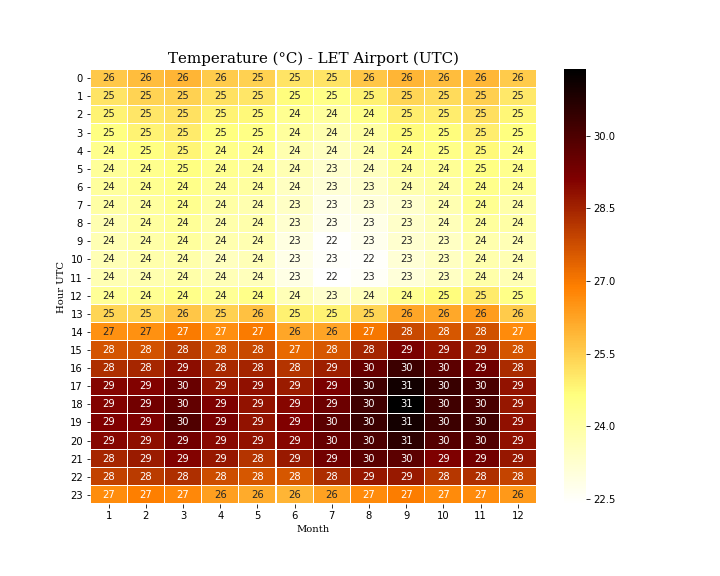 Temperature (°C) - LET Airport (UTC)
0 26 26 26 26 25 25 25 26 26 26 26 26
1 25 25 25 25 25 25 25 25 25 25 25 25
2 25 25 25 25 25 24 24 24 25 25 25 25
3 25 25 25 25 25 24 24 24 25 25 25 25
4 24 25 25 24 24 24 24 24 24 25 25 24
5 24 24 25 24 24 24 23 24 24 24 25 24
6 24 24 24 24 24 24 23 23 24 24 24 24
7 24 24 24 24 24 23 23 23 23 24 24 24
8 24 24 24 24 24 23 23 23 23 24 24 24
9 24 24 24 24 24 23 22 23 23 23 24 24
10 24 24 24 24 24 23 23 22 23 23 24 24
11 24 24 24 24 24 23 22 23 23 23 24 24
12 24 24 24 24 24 24 23 24 24 25 25 25
13 25 25 26 25 26 25 25 25 26 26 26 26
14 27 27 27 27 27 26 26 27 28 28 28 27
15 28 28 28 28 28 27 28 28 29 29 29 28
16 28 28 29 28 28 28 29 30 30 30 29 28
17 29 29 30 29 29 29 29 30 31 30 30 29
18 29 29 30 29 29 29 29 30 31 30 30 29
19 29 29 30 29 29 29 30 30 31 30 30 29
20 29 29 29 29 29 29 30 30 30 30 30 29
21 28 29 29 29 28 29 29 30 30 29 29 29
22 28 28 28 28 28 28 28 29 29 28 28 28
23 27 27 27 26 26 26 26 27 27 27 27 26
1 2 3 4 5 6 7 8 9 10 11 12
Month
Hour UTC
30.0
28.5
27.0
25.5
24.0
22.5